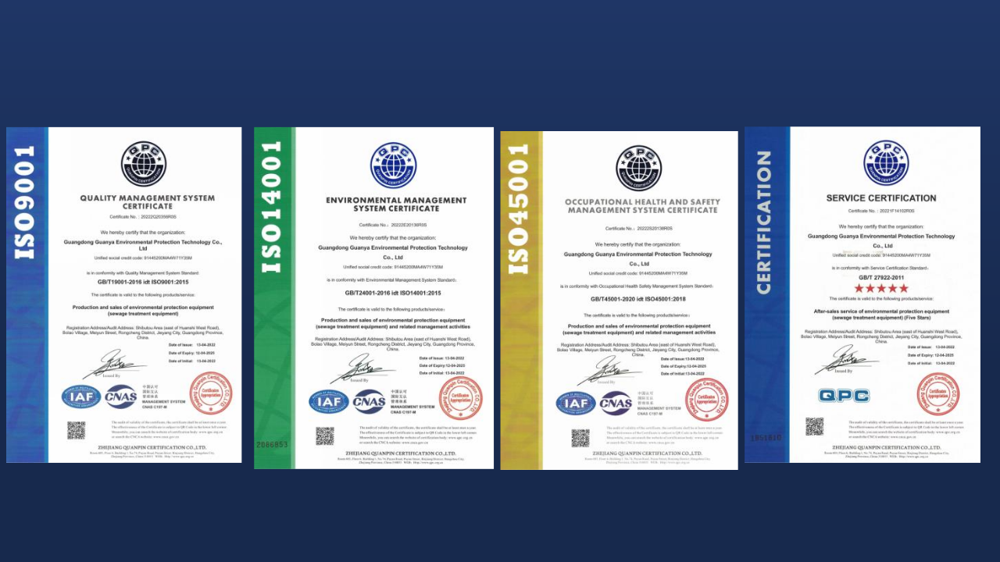 ISO9001
QPC
QUALITY MANAGEMENT SYSTEM
CERTIFICATE
Certificate No.: 20222Q20356R0S
We hereby certify that the organization:
Guangdong Guanya Environmental Protection Technology Co.,
Ltd
Unified social credit code: 91445200MA4W71Y35M
is in conformity with Quality Management System Standard:
GB/T19001-2016 idt ISO9001:2015
The certificate is valid to the following products/service:
Production and sales of environmental protection equipment
(sewage treatment equipment)
Registration Address/Audit Address: Shibutou Area (east of Huanshi West Road),
Bolao Village, Meiyun Street, Rongcheng District, Jieyang City, Guangdong Province,
China.
Date of Issue: 13-04-2022
Date of Expiry: 12-04-2025
Date of Initial: 13-04-2022
Issued By
IAF
CNAS
中国认可
国际互认
管理体系
MANAGEMENT SYSTEM
CNAS C197-M
Certificates
Appropriation
ZHEJIANG QUANPIN CERTIFICATION CO.,LTD.
ISO14001
2086853
QPC
ENVIRONMENTAL MANAGEMENT
SYSTEM CERTIFICATE
Certificate No.: 20222E20138R0S
We hereby certify that the organization:
Guangdong Guanya Environmental Protection Technology
Co., Ltd
Unified social credit code: 91445200MA4W71Y35M
is in conformity with Environmental Management System Standard:
GB/T24001-2016 idt ISO14001:2015
The certificate is valid to the following products/service:
Production and sales of environmental protection equipment
(sewage treatment equipment) and related management activities
Registration Address/Audit Address: Shibutou Area (east of Huanshi West Road),
Bolao Village, Meiyun Street, Rongcheng District, Jieyang City, Guangdong Province,
China.
Date of Issue: 13-04-2022
Date of Expiry:12-04-2025
Date of Initial: 13-04-2022
Issued By
IAF
CNAS
中国认可
国际互认
管理体系
MANAGEMENT SYSTEM
CNAS C197-M
Certificates
Appropriation
ZHEJIANG QUANPIN CERTIFICATION CO.,LTD.
ISO45001
QPC
OCCUPATIONAL HEALTH AND SAFETY
MANAGEMENT SYSTEM CERTIFICATE
Certificate No.: 20222S20138R0S
We hereby certify that the organization:
Guangdong Guanya Environmental Protection Technology
Co., Ltd
Unified social credit code: 91445200MA4W71Y35M
is in conformity with Occupational Health Safety Management System Standard:
GB/T45001-2020 idt ISO45001:2018
The certificate is valid to the following products/service:
Production and sales of environmental protection equipment
(sewage treatment equipment) and related management activities
Registration Address/Audit Address: Shibutou Area (east of Huanshi West Road),
Bolao Village, Meiyun Street, Rongcheng District, Jieyang City, Guangdong Province,
China.
Date of Issue:13-04-2022
Date of Expiry:12-04-2025
Date of Initial:13-04-2022
Issued By
IAF
CNAS
中国认可
国际互认
管理体系
MANAGEMENT SYSTEM
CNAS C197-M
Certificates
Appropriation
ZHEJIANG QUANPIN CERTIFICATION CO.,LTD.
CERTIFICATION
QPC
SERVICE CERTIFICATION
Certificate No.: 20221F14102R0S
We hereby certify that the organization:
Guangdong Guanya Environmental Protection Technology
Co., Ltd
Unified social credit code: 91445200MA4W71Y35M
is in conformity with Service Certification Standard:
GB/T 27922-2011
The certificate is valid to the following products/service:
After-sales service of environmental protection equipment
(sewage treatment equipment) (Five Stars)
Registration Address/Audit Address: Shibutou Area (east of Huanshi West Road),
Bolao Village, Meiyun Street, Rongcheng District, Jieyang City, Guangdong Province,
China.
Date of Issue: 13-04-2022
Date of Expiry: 12-04-2025
Date of Initial: 13-04-2022
Issued By
QPC
Certificates
Appropriation
ZHEJIANG QUANPIN CERTIFICATION CO.,LTD.